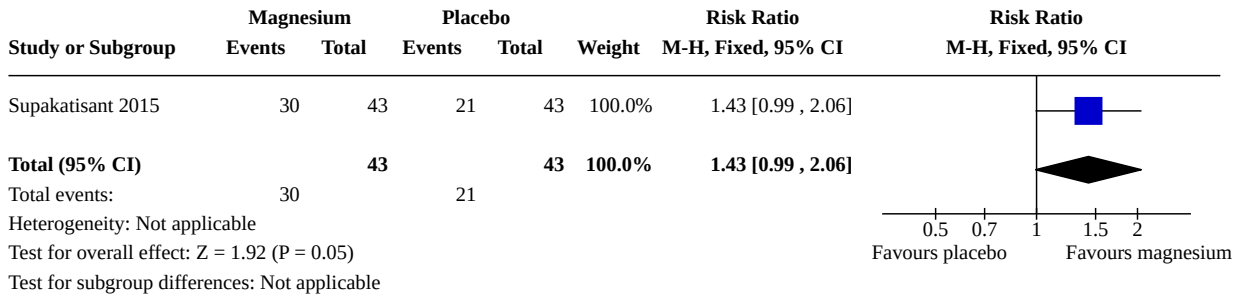 Magnesium Placebo Risk Ratio Risk Ratio
Study or Subgroup Events Total Events Total Weight M-H, Fixed, 95% CI M-H, Fixed, 95% CI
Supakatisant 2015 30 43 21 43 100.0% 1.43 [0.99 , 2.06]
Total (95% CI) 43 43 100.0% 1.43 [0.99 , 2.06]
Total events: 30 21
Heterogeneity: Not applicable
0.5 0.7 1 1.5 2
Test for overall effect: Z = 1.92 (P = 0.05) Favours placebo Favours magnesium
Test for subgroup differences: Not applicable